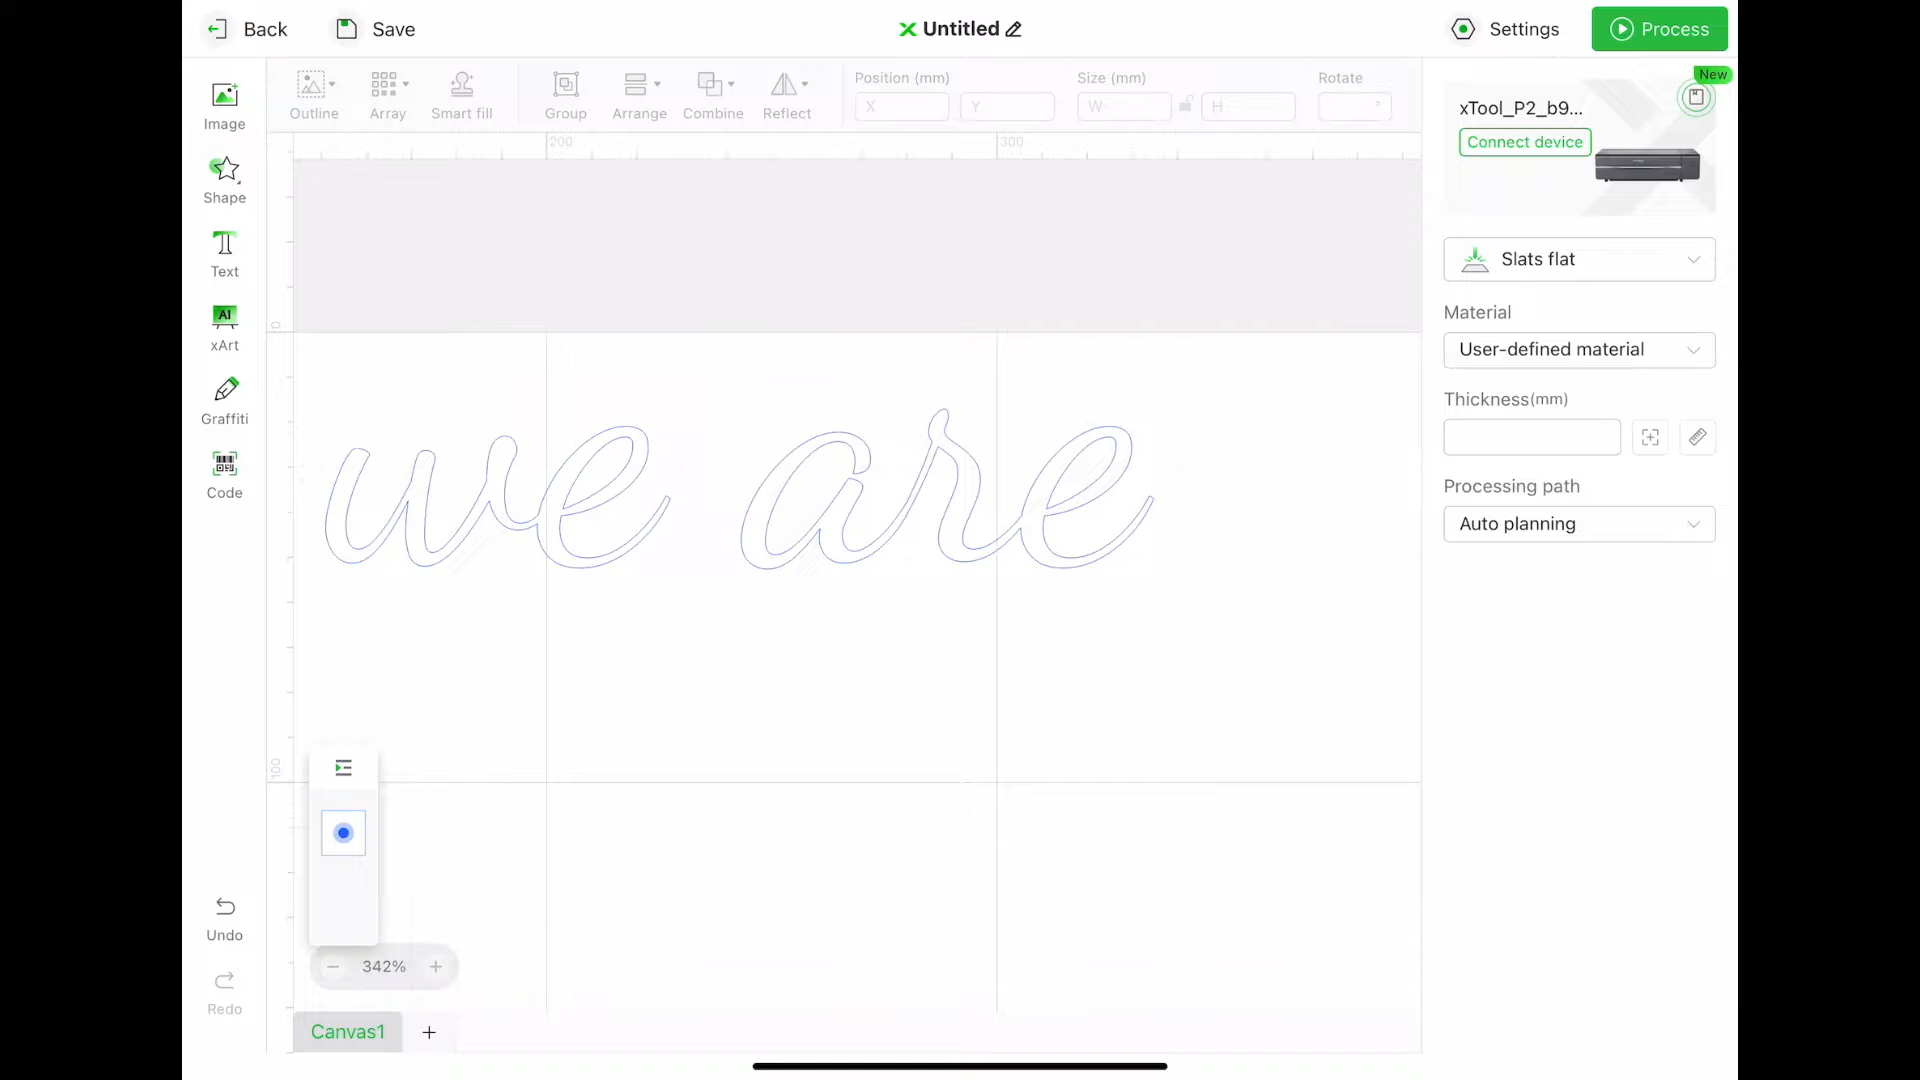 Back Save Untitled Settings Process
New
Image
Shape
Text
AI
xArt
Graffiti
Code
Undo
Redo
Outline Array Smart fill Group Arrange Combine Reflect
Position (mm) Size (mm) Rotate
X Y W H °
200 300
0
100
we are
342%
Canvas1 +
xTool_P2_b9...
Connect device
Slats flat
Material
User-defined material
Thickness(mm)
Processing path
Auto planning